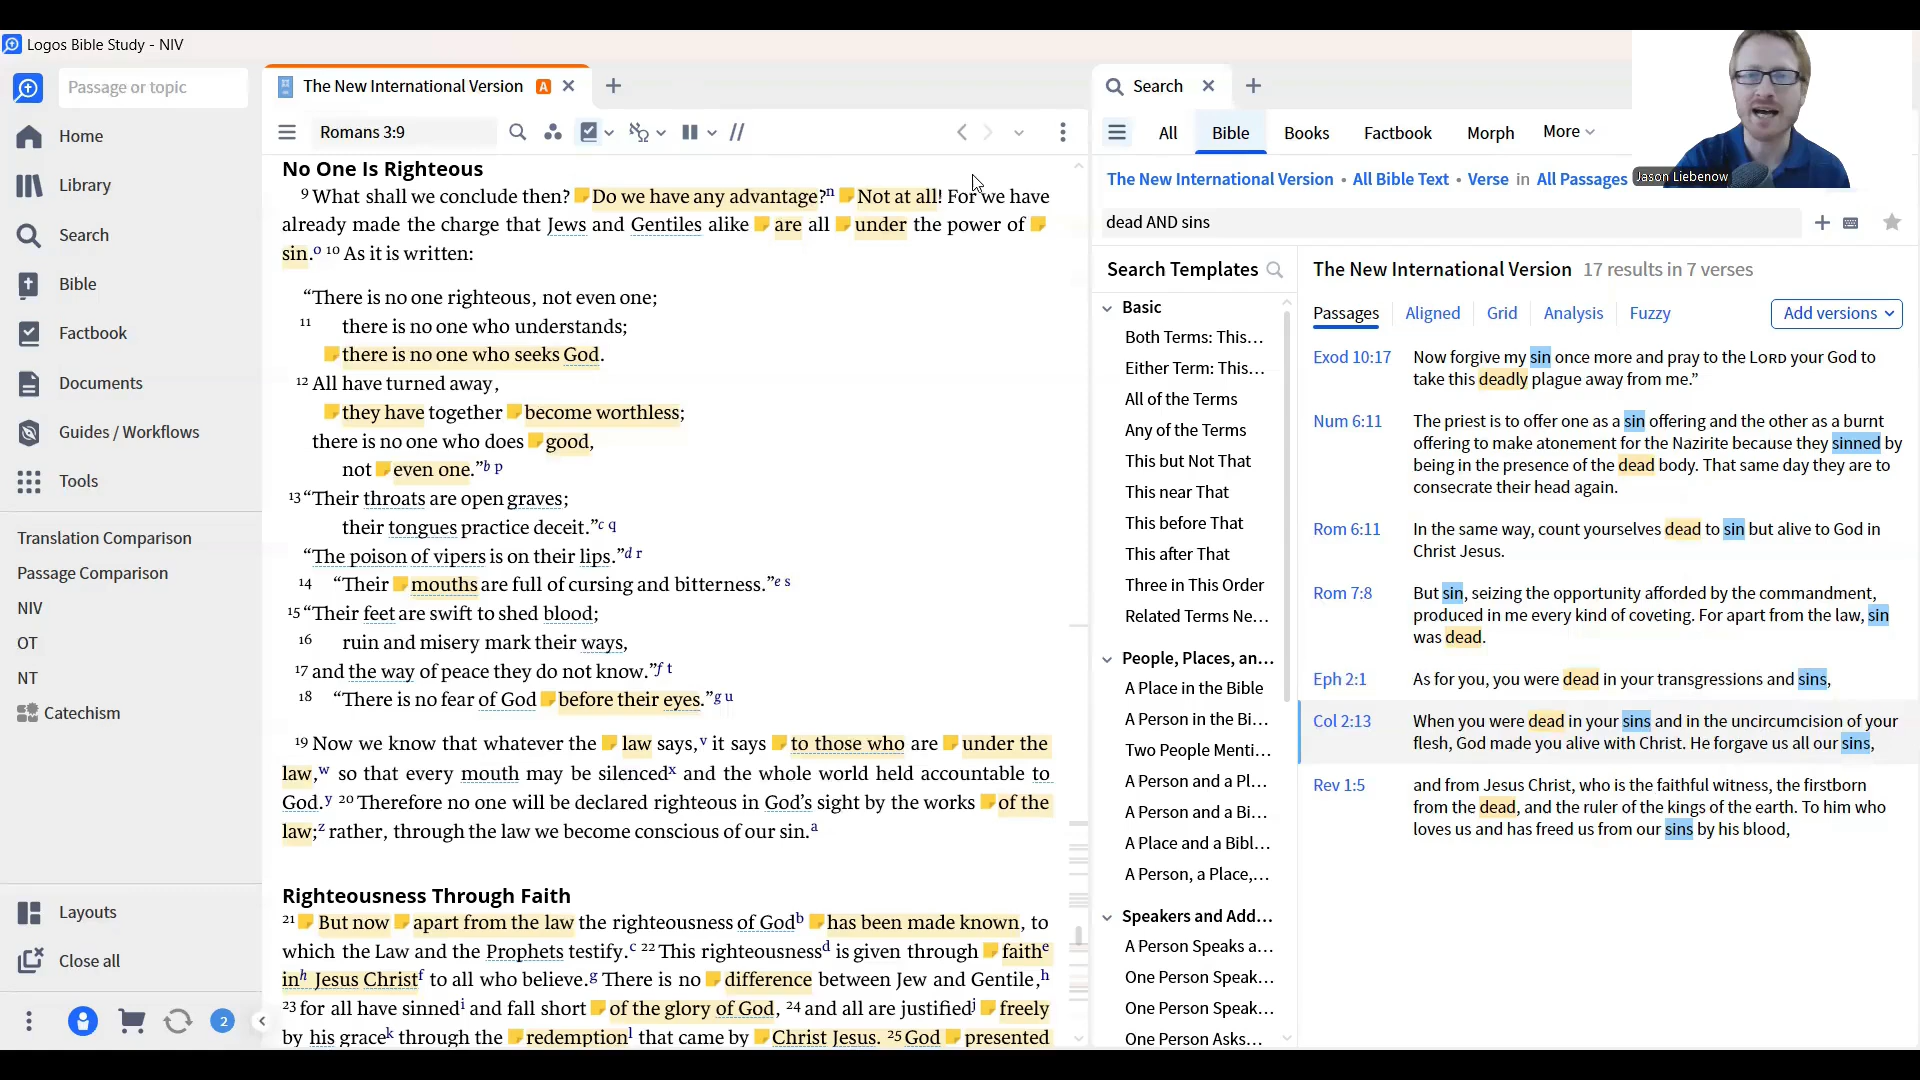 Logos Bible Study - NIV
Passage or topic
Home
Library
Search
Bible
Factbook
Documents
Guides / Workflows
Tools
Translation Comparison
Passage Comparison
NIV
OT
NT
Catechism
Layouts
Close all
2
The New International Version A
Romans 3:9
No One Is Righteous
9 What shall we conclude then? Do we have any advantage?n Not at all! For we have
already made the charge that Jews and Gentiles alike are all under the power of
sin.o 10 As it is written:
“There is no one righteous, not even one;
11 there is no one who understands;
there is no one who seeks God.
12 All have turned away,
they have together become worthless;
there is no one who does good,
not even one.”b p
13 “Their throats are open graves;
their tongues practice deceit.”c q
“The poison of vipers is on their lips.”d r
14 “Their mouths are full of cursing and bitterness.”e s
15 “Their feet are swift to shed blood;
16 ruin and misery mark their ways,
17 and the way of peace they do not know.”f t
18 “There is no fear of God before their eyes.”g u
19 Now we know that whatever the law says,v it says to those who are under the
law,w so that every mouth may be silencedx and the whole world held accountable to
God.y 20 Therefore no one will be declared righteous in God’s sight by the works of the
law;z rather, through the law we become conscious of our sin.a
Righteousness Through Faith
21 But now apart from the law the righteousness of Godb has been made known, to
which the Law and the Prophets testify.c 22 This righteousnessd is given through faithe
inh Jesus Christf to all who believe.g There is no difference between Jew and Gentile,h
23 for all have sinnedi and fall short of the glory of God, 24 and all are justifiedj freely
by his gracek through the redemptionl that came by Christ Jesus. 25 God presented
Search
All Bible Books Factbook Morph More
The New International Version • All Bible Text • Verse in All Passages
Jason Liebenow
dead AND sins
Search Templates
Basic
Both Terms: This...
Either Term: This...
All of the Terms
Any of the Terms
This but Not That
This near That
This before That
This after That
Three in This Order
Related Terms Ne...
People, Places, an...
A Place in the Bible
A Person in the Bi...
Two People Menti...
A Person and a Pl...
A Person and a Bi...
A Place and a Bibl...
A Person, a Place,...
Speakers and Add...
A Person Speaks a...
One Person Speak...
One Person Speak...
One Person Asks...
The New International Version 17 results in 7 verses
Passages Aligned Grid Analysis Fuzzy Add versions
Exod 10:17 Now forgive my sin once more and pray to the LORD your God to
take this deadly plague away from me.”
Num 6:11 The priest is to offer one as a sin offering and the other as a burnt
offering to make atonement for the Nazirite because they sinned by
being in the presence of the dead body. That same day they are to
consecrate their head again.
Rom 6:11 In the same way, count yourselves dead to sin but alive to God in
Christ Jesus.
Rom 7:8 But sin, seizing the opportunity afforded by the commandment,
produced in me every kind of coveting. For apart from the law, sin
was dead.
Eph 2:1 As for you, you were dead in your transgressions and sins,
Col 2:13 When you were dead in your sins and in the uncircumcision of your
flesh, God made you alive with Christ. He forgave us all our sins,
Rev 1:5 and from Jesus Christ, who is the faithful witness, the firstborn
from the dead, and the ruler of the kings of the earth. To him who
loves us and has freed us from our sins by his blood,